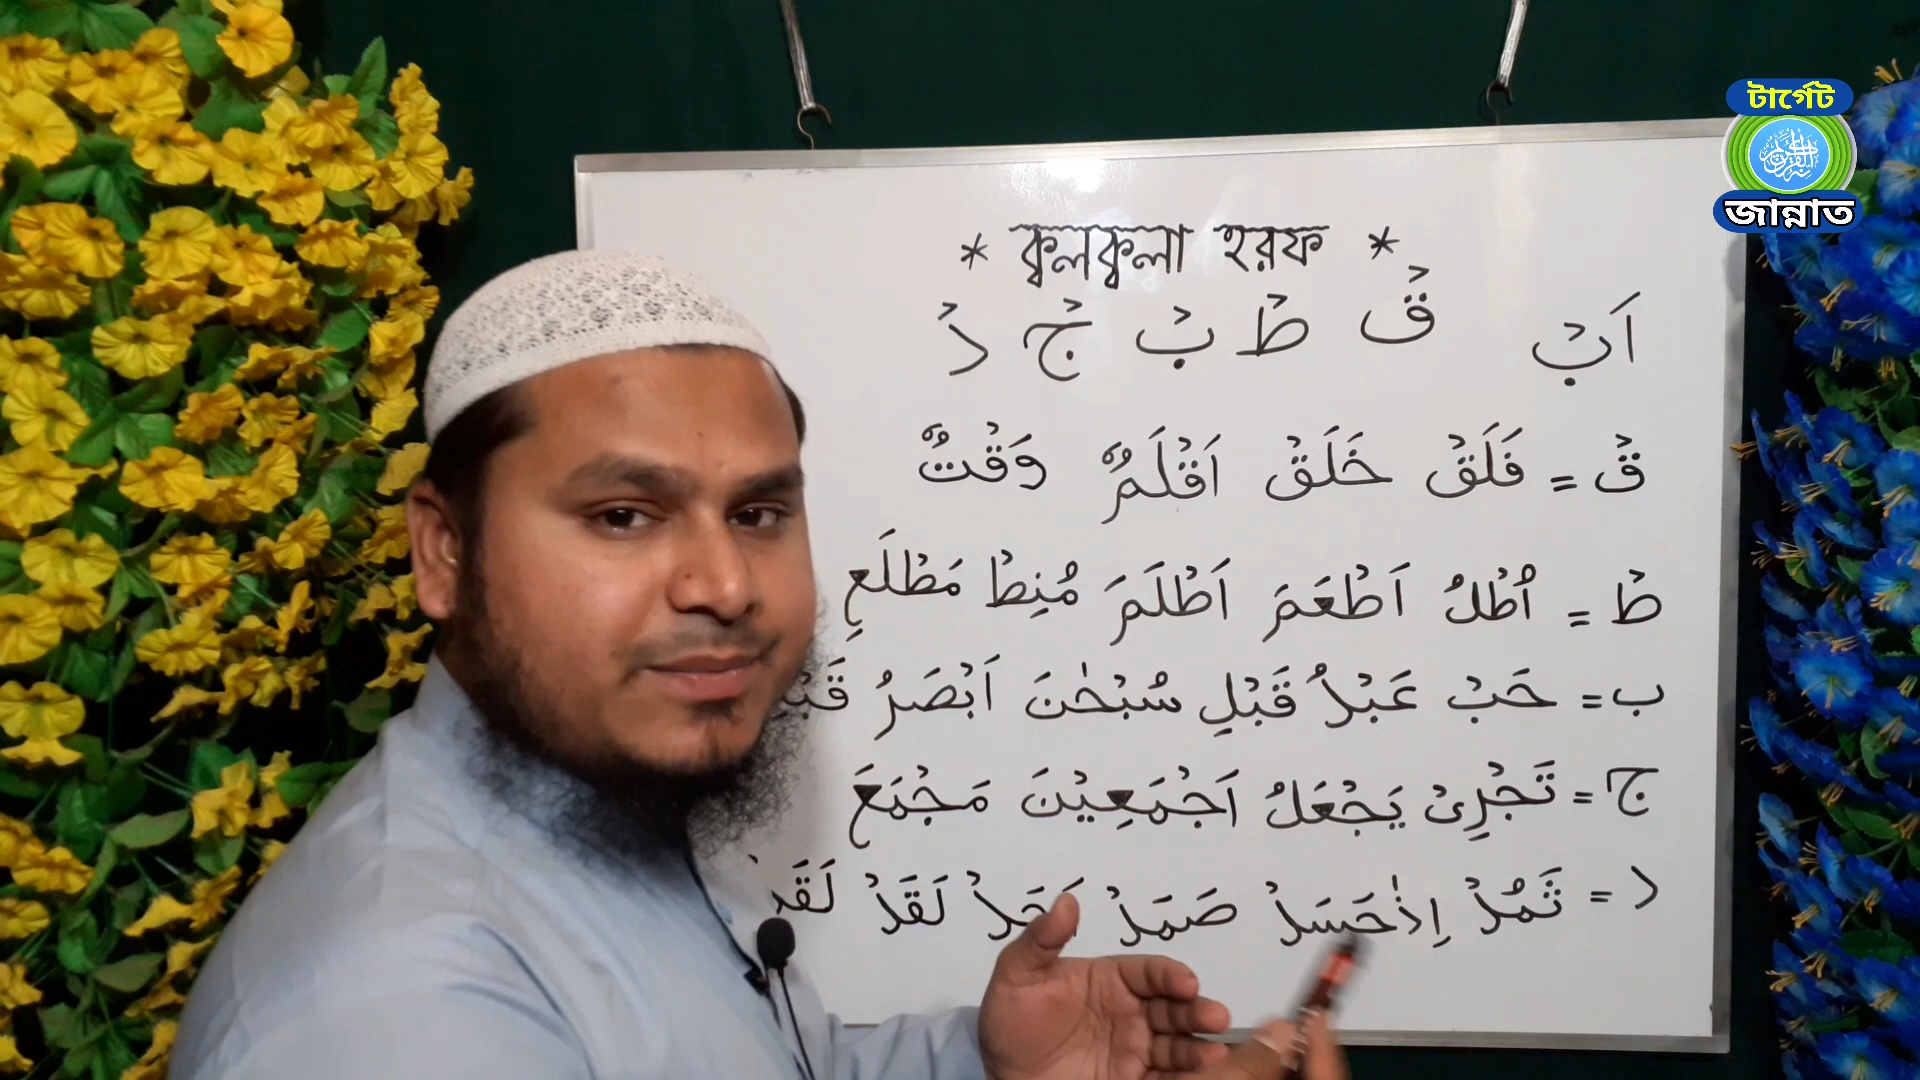 টার্গেট
জান্নাত
* ক্বলক্বলা হরফ *
اَبْ قْ طْ بْ جْ دْ
قْ = فَلَقْ خَلَقْ اَقْلَمٌ وَقْتٌ
طْ = اُطْلُ اَطْعَمَ اَطْلَمَ مُنِطْ مَطْلَعِ
ب = حَبْ عَبْدُ قَبْلِ سُبْحٰنَ اَبْصَرُ
ج = تَجْرِىْ يَجْعَلُ اَجْمَعِيْنَ مَجْمَعَ
د = ثَمُدْ اِذْحَسَدْ صَمَدْ لَقَدْ